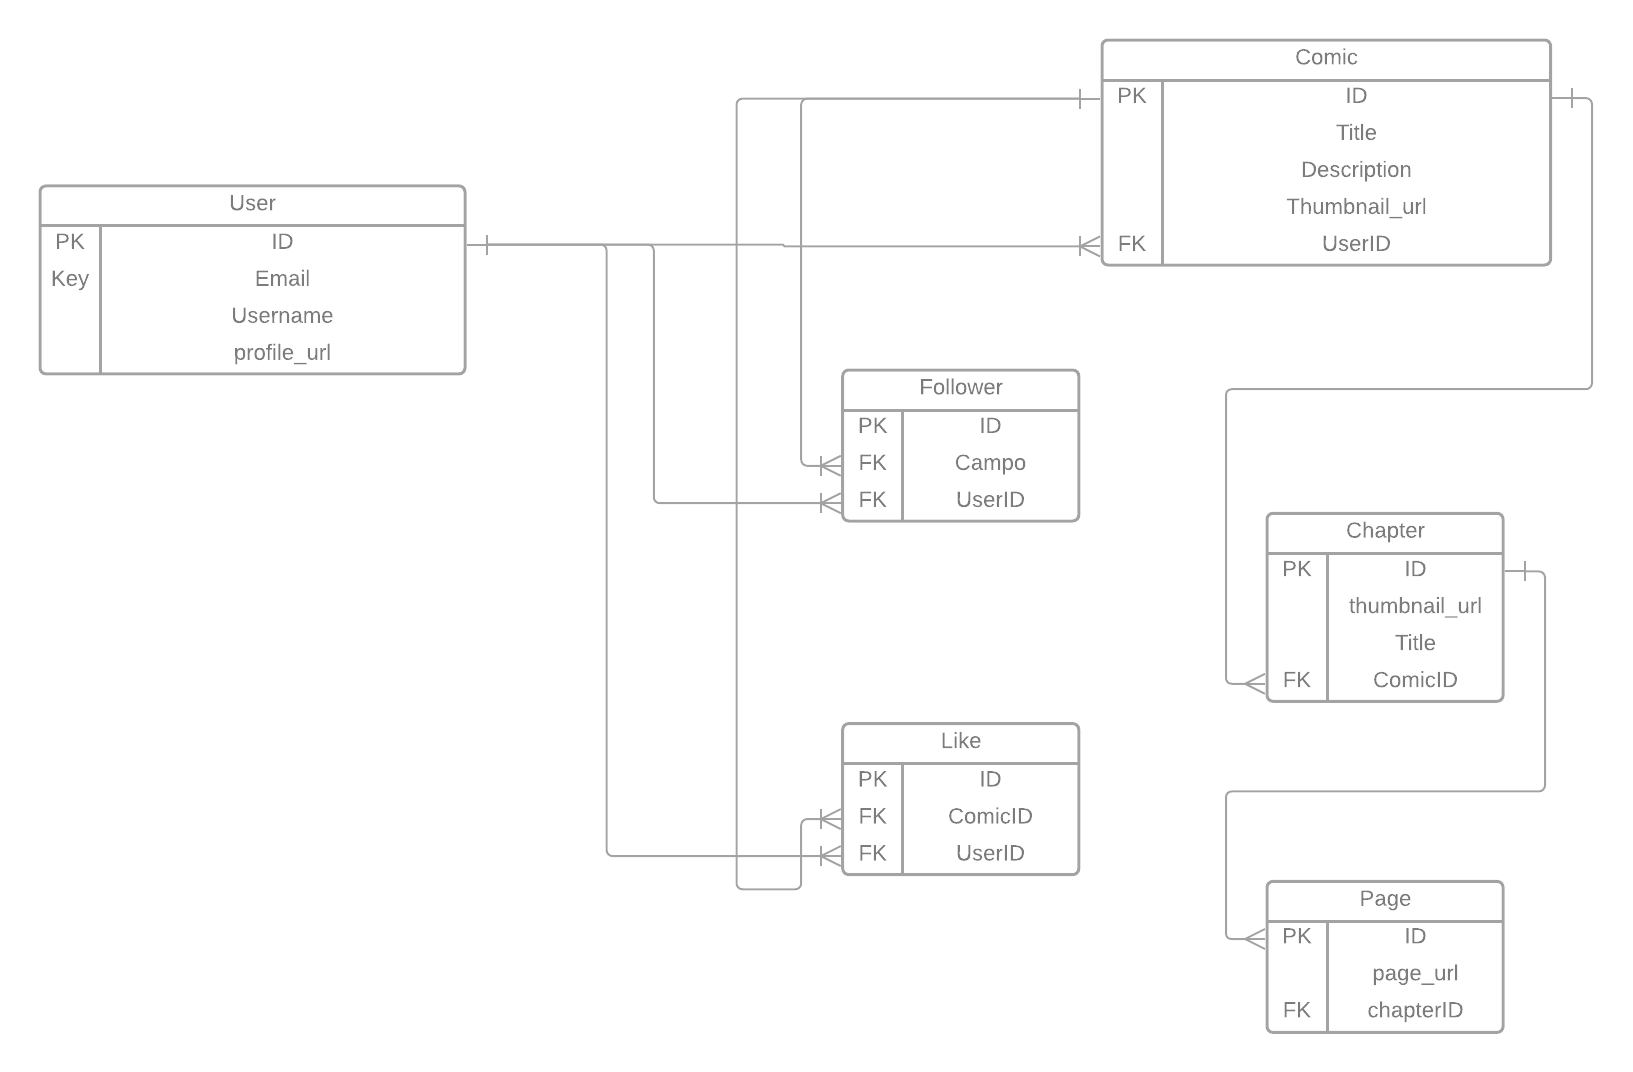 User
PK ID
Key Email
Username
profile_url
Comic
PK ID
Title
Description
Thumbnail_url
FK UserID
Follower
PK ID
FK Campo
FK UserID
Like
PK ID
FK ComicID
FK UserID
Chapter
PK ID
thumbnail_url
Title
FK ComicID
Page
PK ID
page_url
FK chapterID